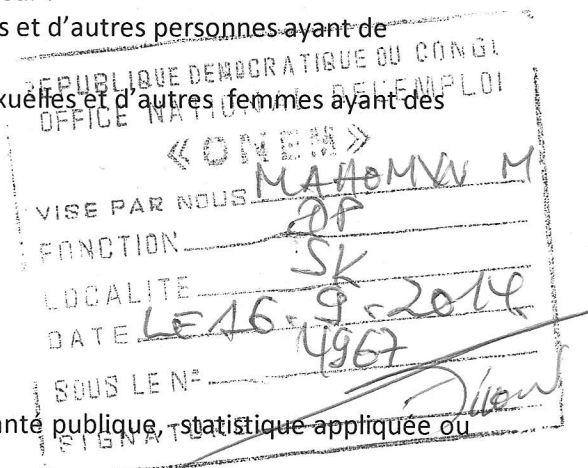 s et d'autres personnes ayant de
REPUBLIQUE DEMOCRATIQUE DU CONGO
xuelles et d'autres femmes ayant des
OFFICE NATIONAL DE L'EMPLOI
«ONEM»
VISE PAR NOUS M
FONCTION DP
LOCALITE SK
DATE LE 16.9.2014
SOUS LE Nº 4967
anté publique, statistique appliquée ou
SIGNATURE